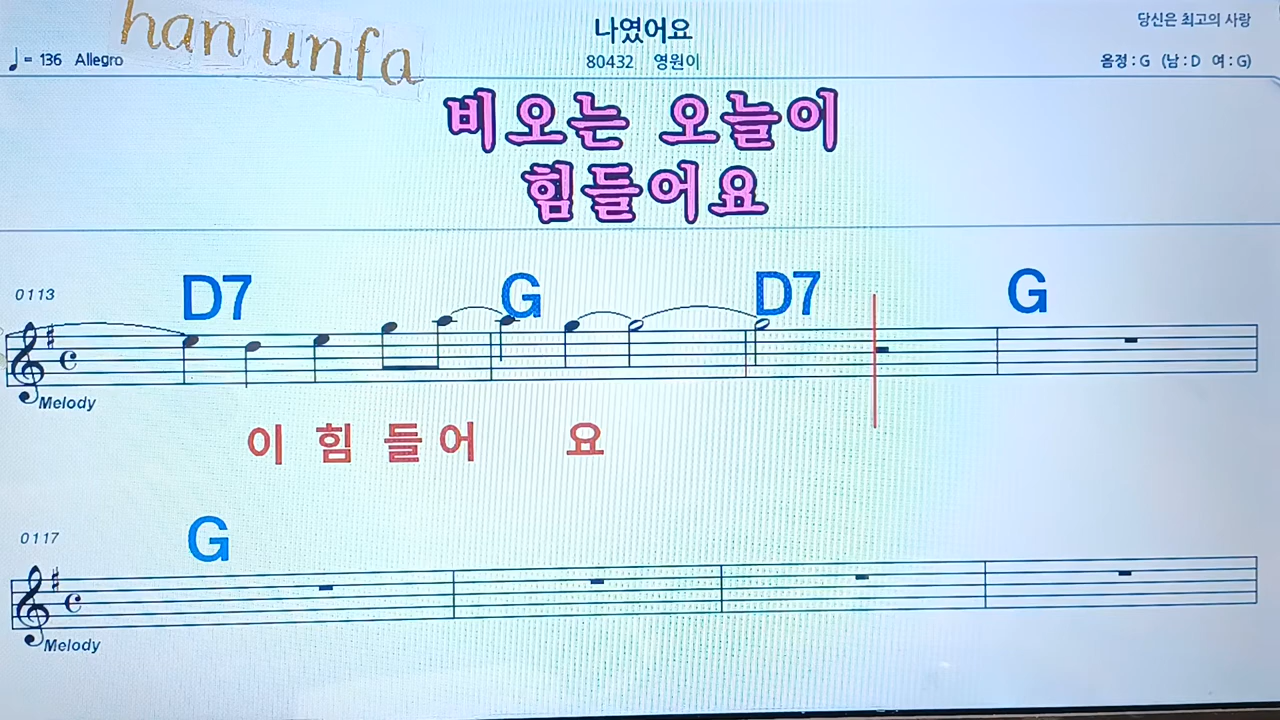 han unfa
나였어요
당신은 최고의 사랑
♩= 136 Allegro
80432 영원이
음정 : G (남 : D 여 : G)
비오는 오늘이
힘들어요
0113
D7 G D7 G
Melody
이 힘 들어 요
0117
G
Melody